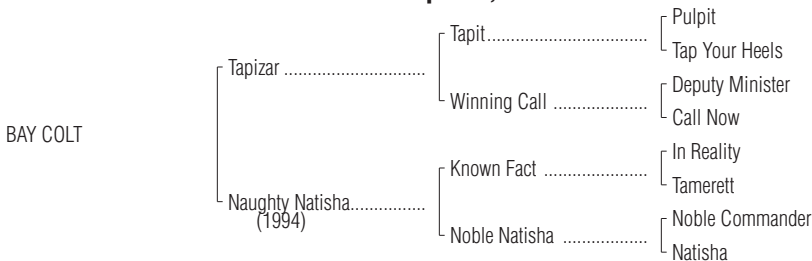 Pulpit
Tapit
Tap Your Heels
Tapizar
Deputy Minister
Winning Call
Call Now
BAY COLT
In Reality
Known Fact
Tamerett
Naughty Natisha
(1994)
Noble Commander
Noble Natisha
Natisha